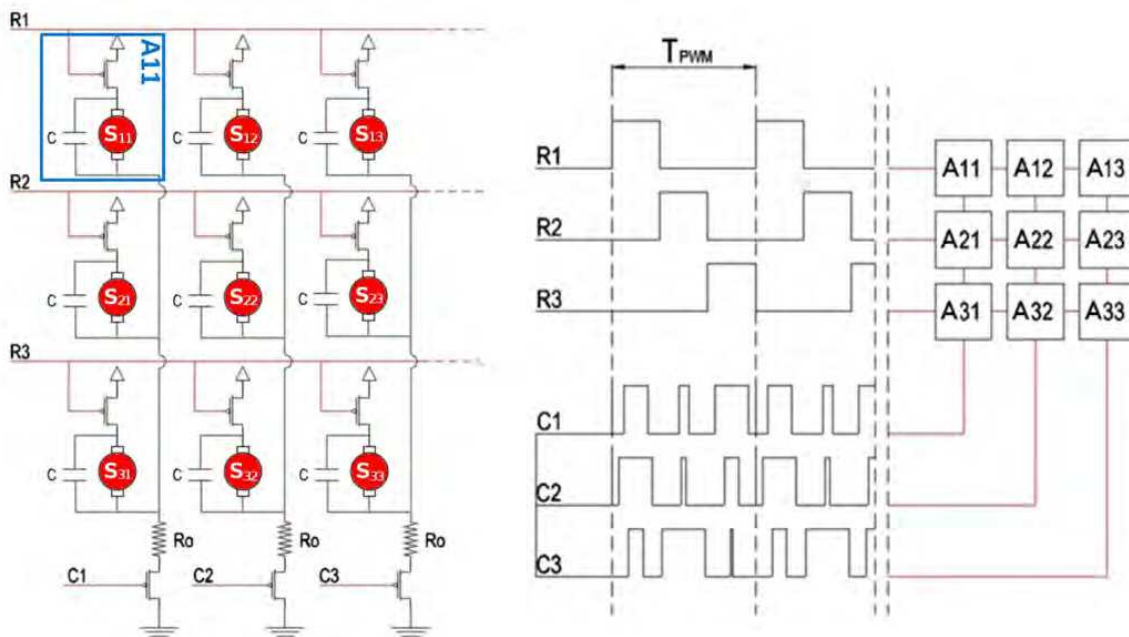 R1
A11
C
S11
C
S12
C
S13
R2
C
S21
C
S22
C
S23
R3
C
S31
C
S32
C
S33
Ro
Ro
Ro
C1
C2
C3
TPWM
R1
A11
A12
A13
R2
A21
A22
A23
R3
A31
A32
A33
C1
C2
C3